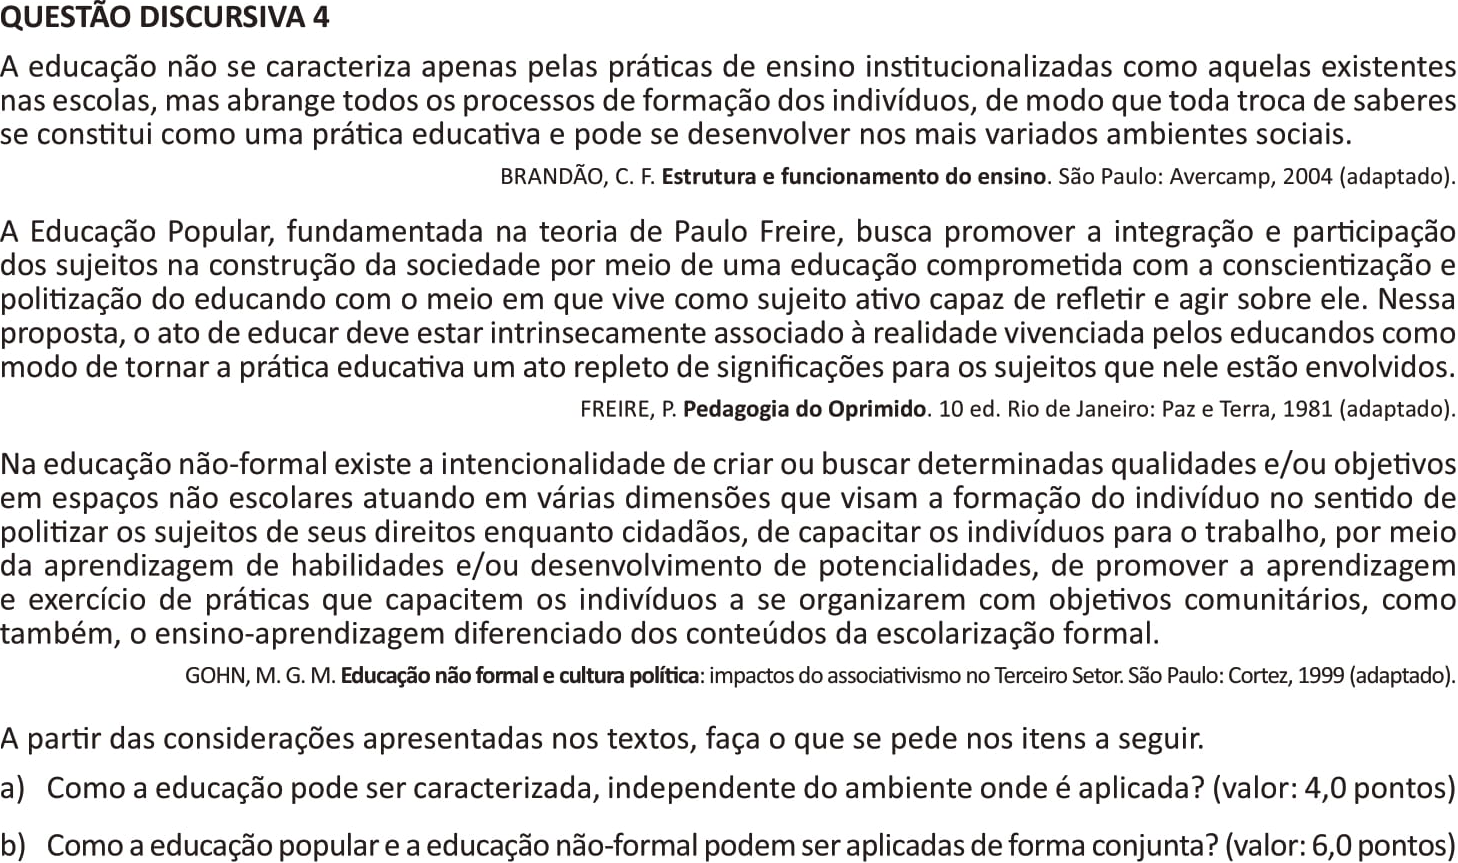 QUESTÃO DISCURSIVA 4
A educação não se caracteriza apenas pelas práticas de ensino institucionalizadas como aquelas existentes
nas escolas, mas abrange todos os processos de formação dos indivíduos, de modo que toda troca de saberes
se constitui como uma prática educativa e pode se desenvolver nos mais variados ambientes sociais.
BRANDÃO, C. F. Estrutura e funcionamento do ensino. São Paulo: Avercamp, 2004 (adaptado).
A Educação Popular, fundamentada na teoria de Paulo Freire, busca promover a integração e participação
dos sujeitos na construção da sociedade por meio de uma educação comprometida com a conscientização e
politização do educando com o meio em que vive como sujeito ativo capaz de refletir e agir sobre ele. Nessa
proposta, o ato de educar deve estar intrinsecamente associado à realidade vivenciada pelos educandos como
modo de tornar a prática educativa um ato repleto de significações para os sujeitos que nele estão envolvidos.
FREIRE, P. Pedagogia do Oprimido. 10 ed. Rio de Janeiro: Paz e Terra, 1981 (adaptado).
Na educação não-formal existe a intencionalidade de criar ou buscar determinadas qualidades e/ou objetivos
em espaços não escolares atuando em várias dimensões que visam a formação do indivíduo no sentido de
politizar os sujeitos de seus direitos enquanto cidadãos, de capacitar os indivíduos para o trabalho, por meio
da aprendizagem de habilidades e/ou desenvolvimento de potencialidades, de promover a aprendizagem
e exercício de práticas que capacitem os indivíduos a se organizarem com objetivos comunitários, como
também, o ensino-aprendizagem diferenciado dos conteúdos da escolarização formal.
GOHN, M. G. M. Educação não formal e cultura política: impactos do associativismo no Terceiro Setor. São Paulo: Cortez, 1999 (adaptado).
A partir das considerações apresentadas nos textos, faça o que se pede nos itens a seguir.
a) Como a educação pode ser caracterizada, independente do ambiente onde é aplicada? (valor: 4,0 pontos)
b) Como a educação popular e a educação não-formal podem ser aplicadas de forma conjunta? (valor: 6,0 pontos)